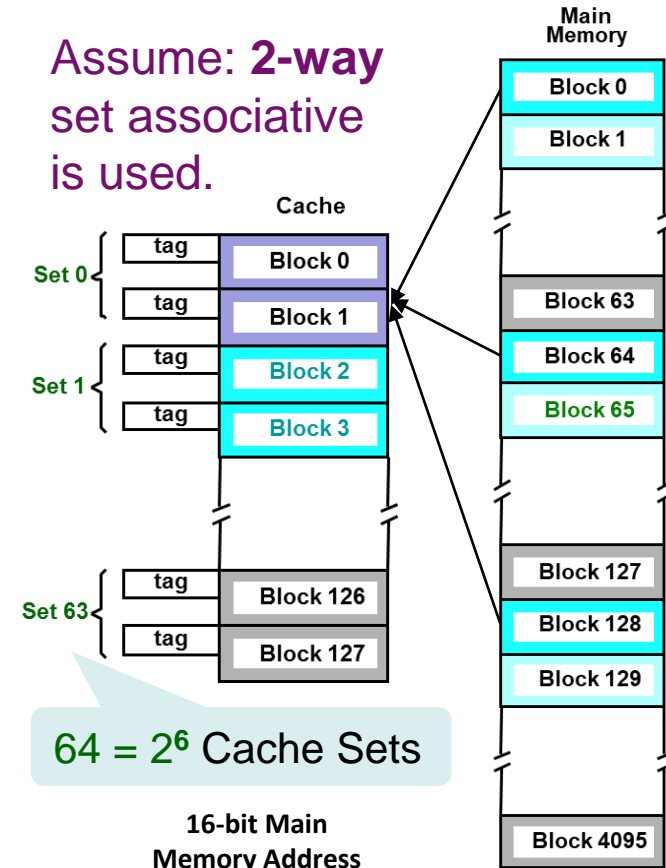 Assume: 2-way
set associative
is used.
Cache
Set 0
tag
Block 0
tag
Block 1
Set 1
tag
Block 2
tag
Block 3
Set 63
tag
Block 126
tag
Block 127
64 = 2⁶ Cache Sets
16-bit Main
Memory Address
Main
Memory
Block 0
Block 1
Block 63
Block 64
Block 65
Block 127
Block 128
Block 129
Block 4095